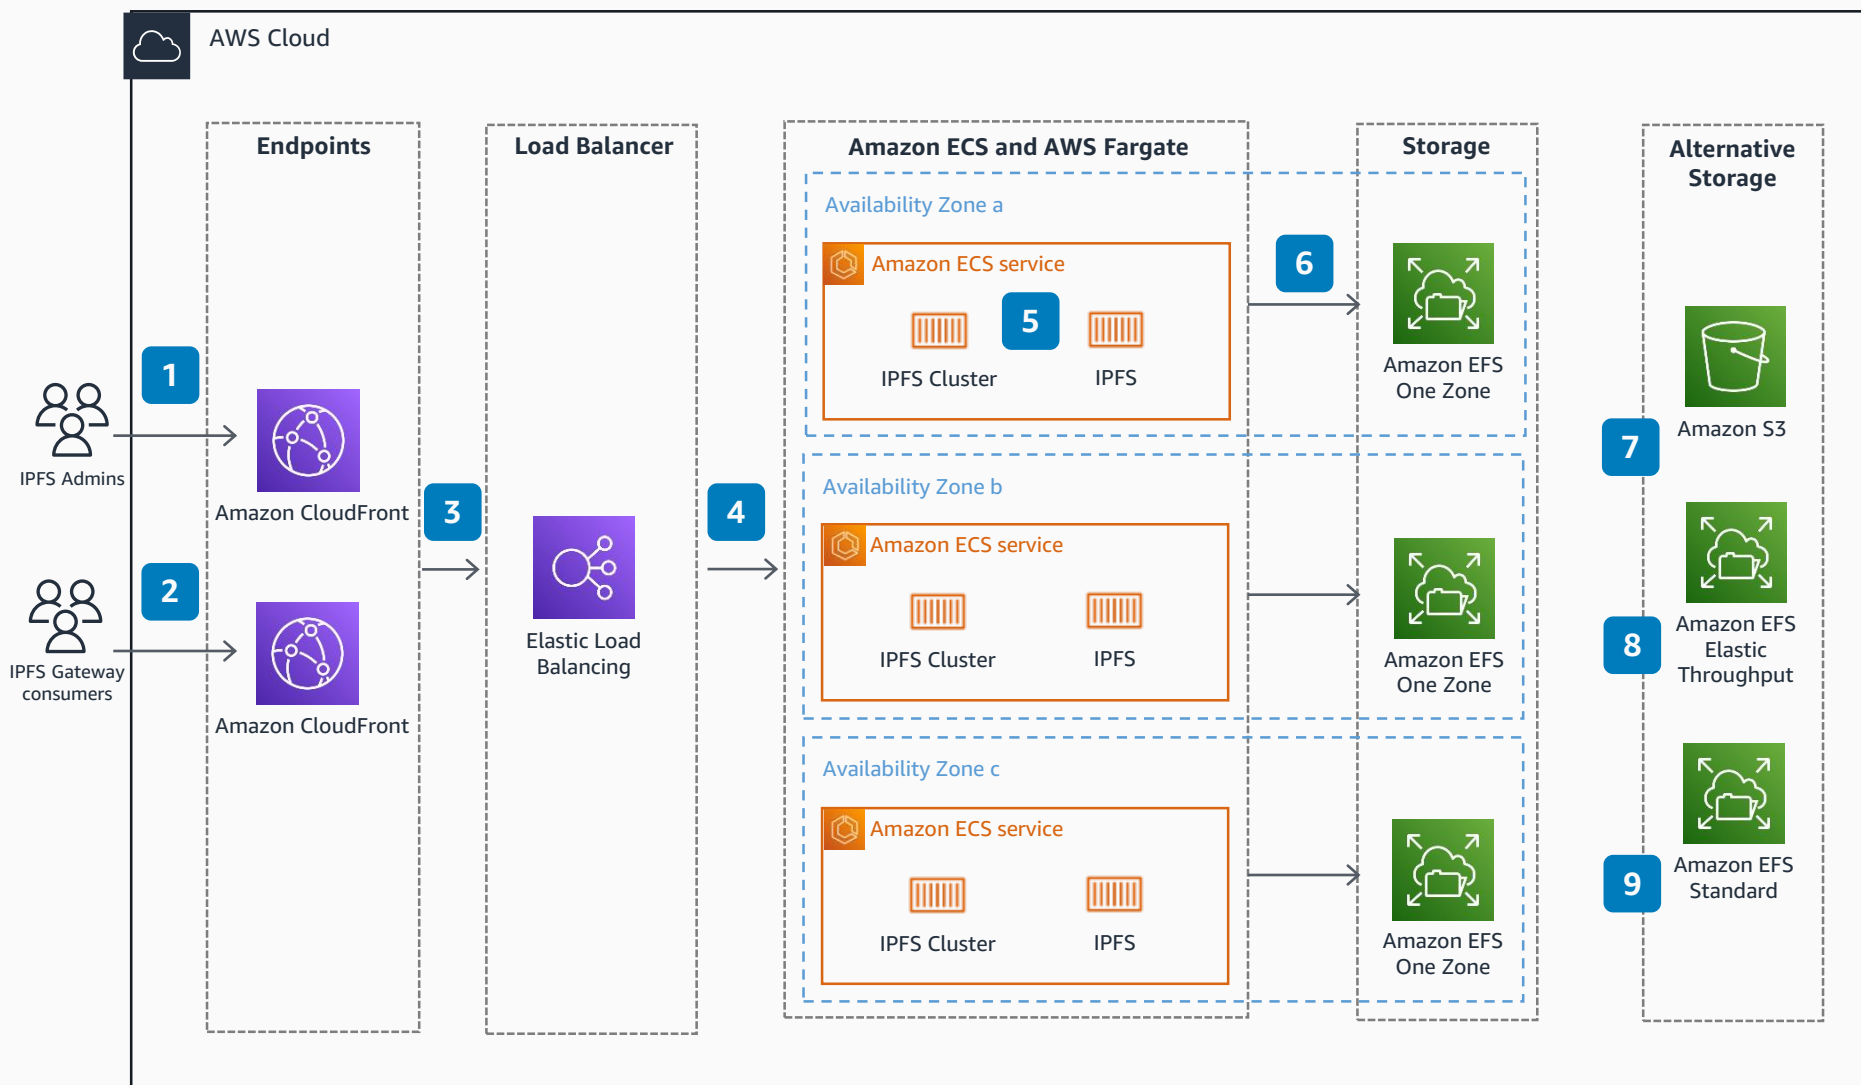 AWS Cloud
Endpoints
Load Balancer
Amazon ECS and AWS Fargate
Storage
Alternative
Storage
1
IPFS Admins
2
IPFS Gateway
consumers
Amazon CloudFront
Amazon CloudFront
3
Elastic Load
Balancing
4
Availability Zone a
Amazon ECS service
5
IPFS Cluster
IPFS
6
Amazon EFS
One Zone
Availability Zone b
Amazon ECS service
IPFS Cluster
IPFS
Amazon EFS
One Zone
Availability Zone c
Amazon ECS service
IPFS Cluster
IPFS
Amazon EFS
One Zone
Amazon S3
7
Amazon EFS
Elastic
Throughput
8
Amazon EFS
Standard
9